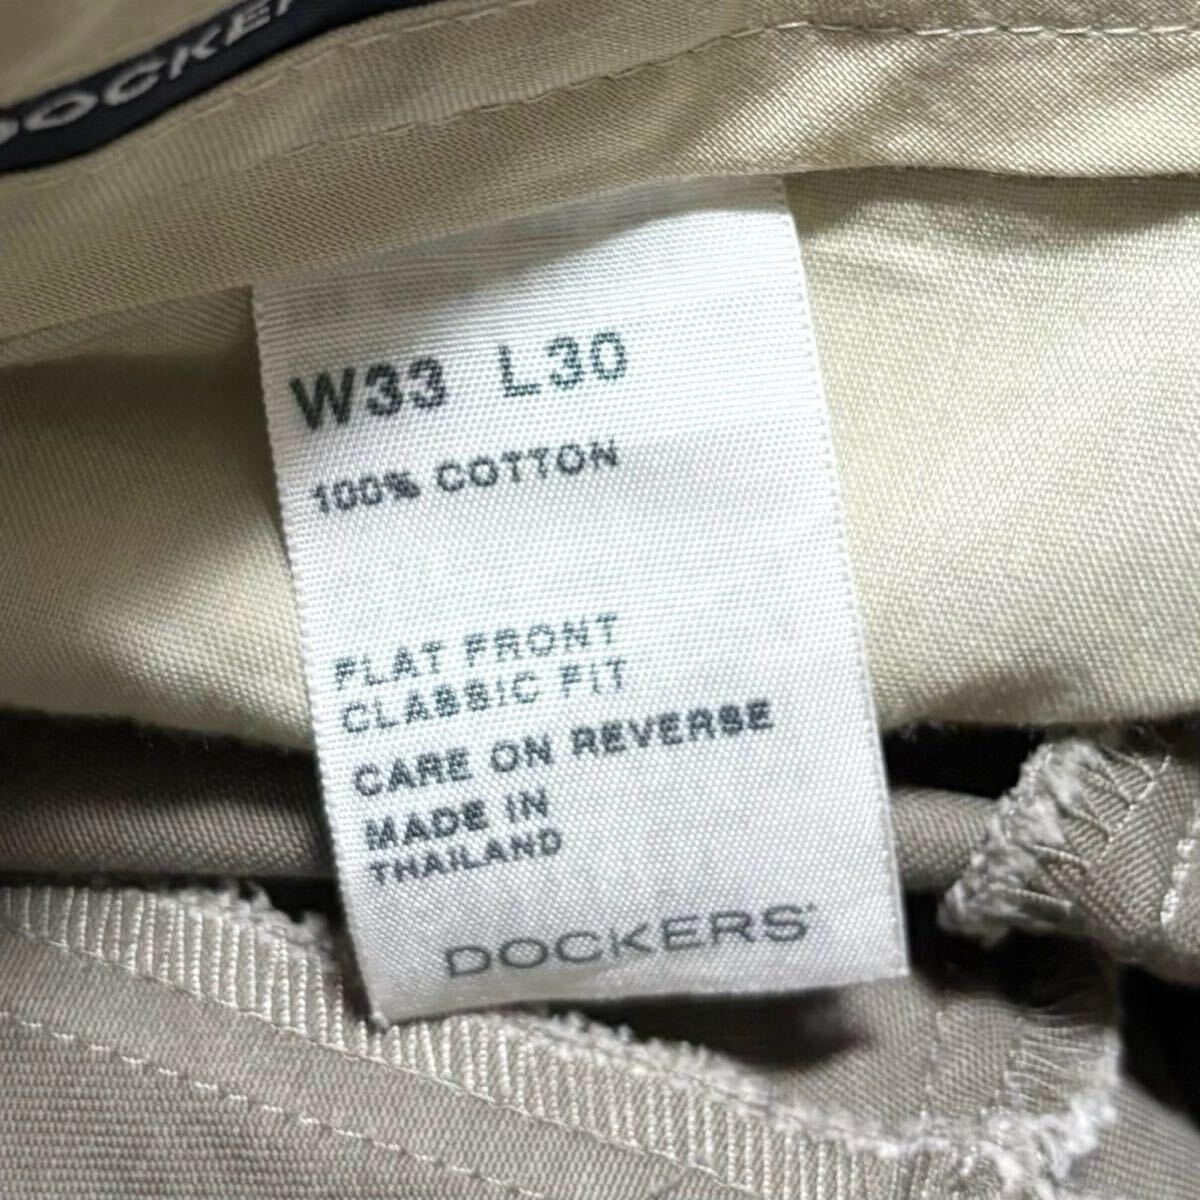 DOCKER
W33 L30
100% COTTON
FLAT FRONT
CLASSIC FIT
CARE ON REVERSE
MADE IN
THAILAND
DOCKERS